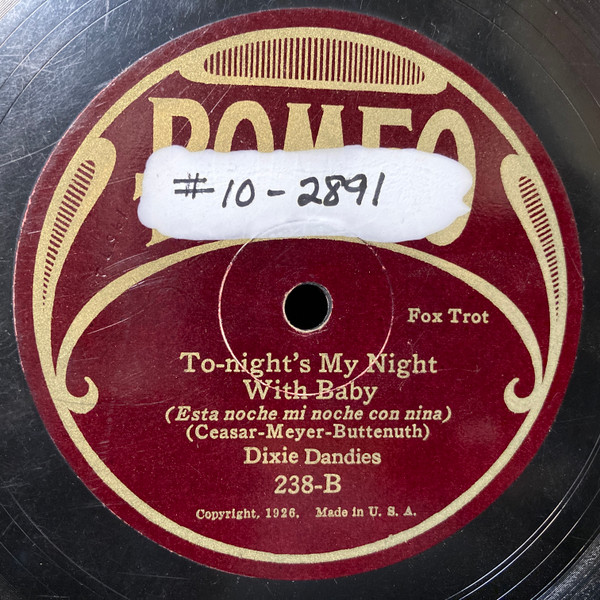 ROMEO
#10-2891
Fox Trot
To-night's My Night
With Baby
(Esta noche mi noche con nina)
(Ceasar-Meyer-Buttenuth)
Dixie Dandies
238-B
Copyright, 1926. Made in U. S. A.